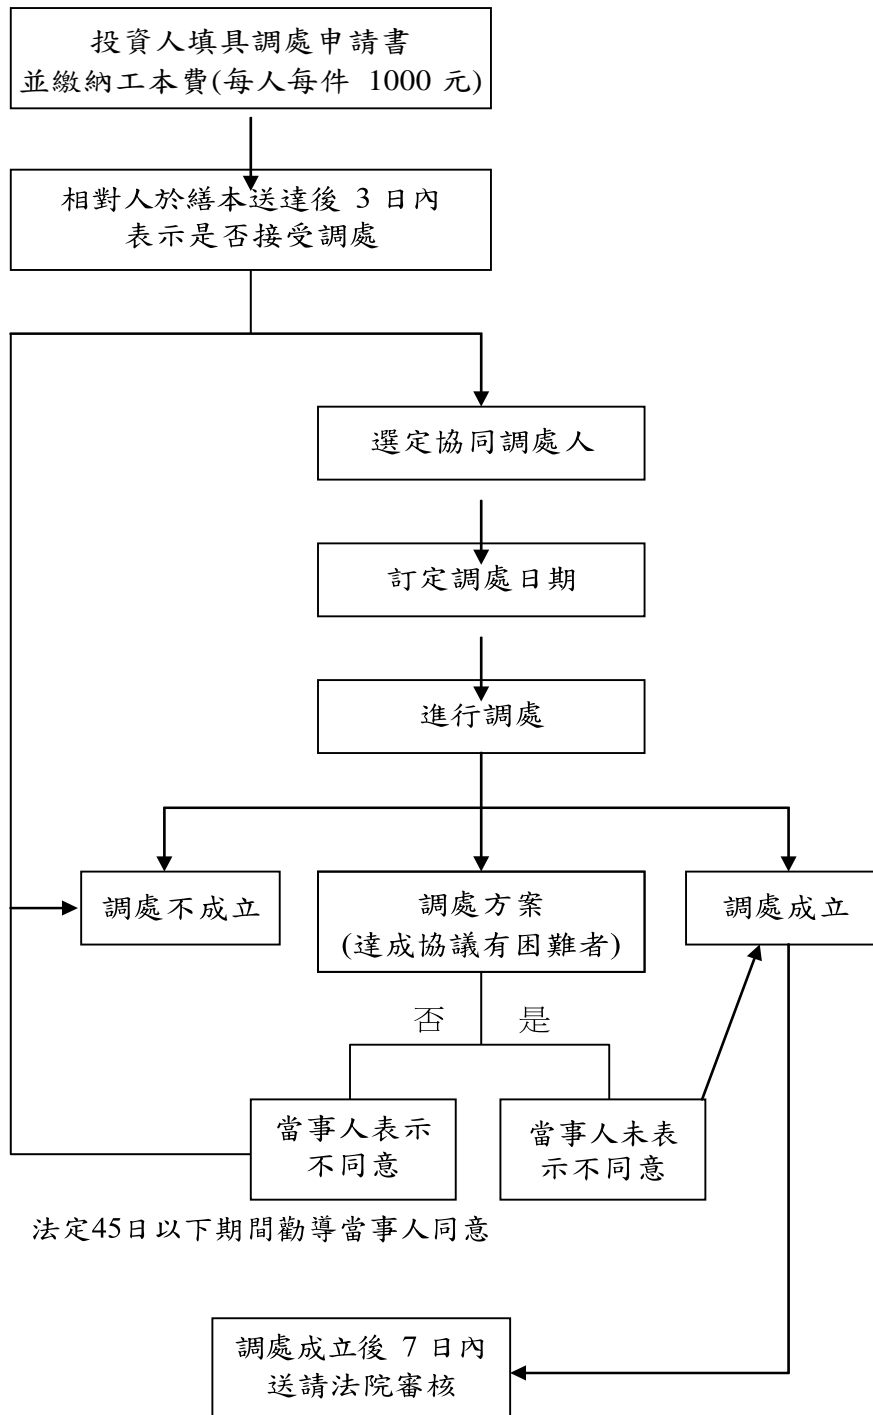 投資人填具調處申請書
並繳納工本費(每人每件 1000 元)
相對人於繕本送達後 3 日內
表示是否接受調處
選定協同調處人
訂定調處日期
進行調處
調處不成立
調處方案
(達成協議有困難者)
調處成立
否
是
當事人表示
不同意
當事人未表
示不同意
法定45日以下期間勸導當事人同意
調處成立後 7 日內
送請法院審核